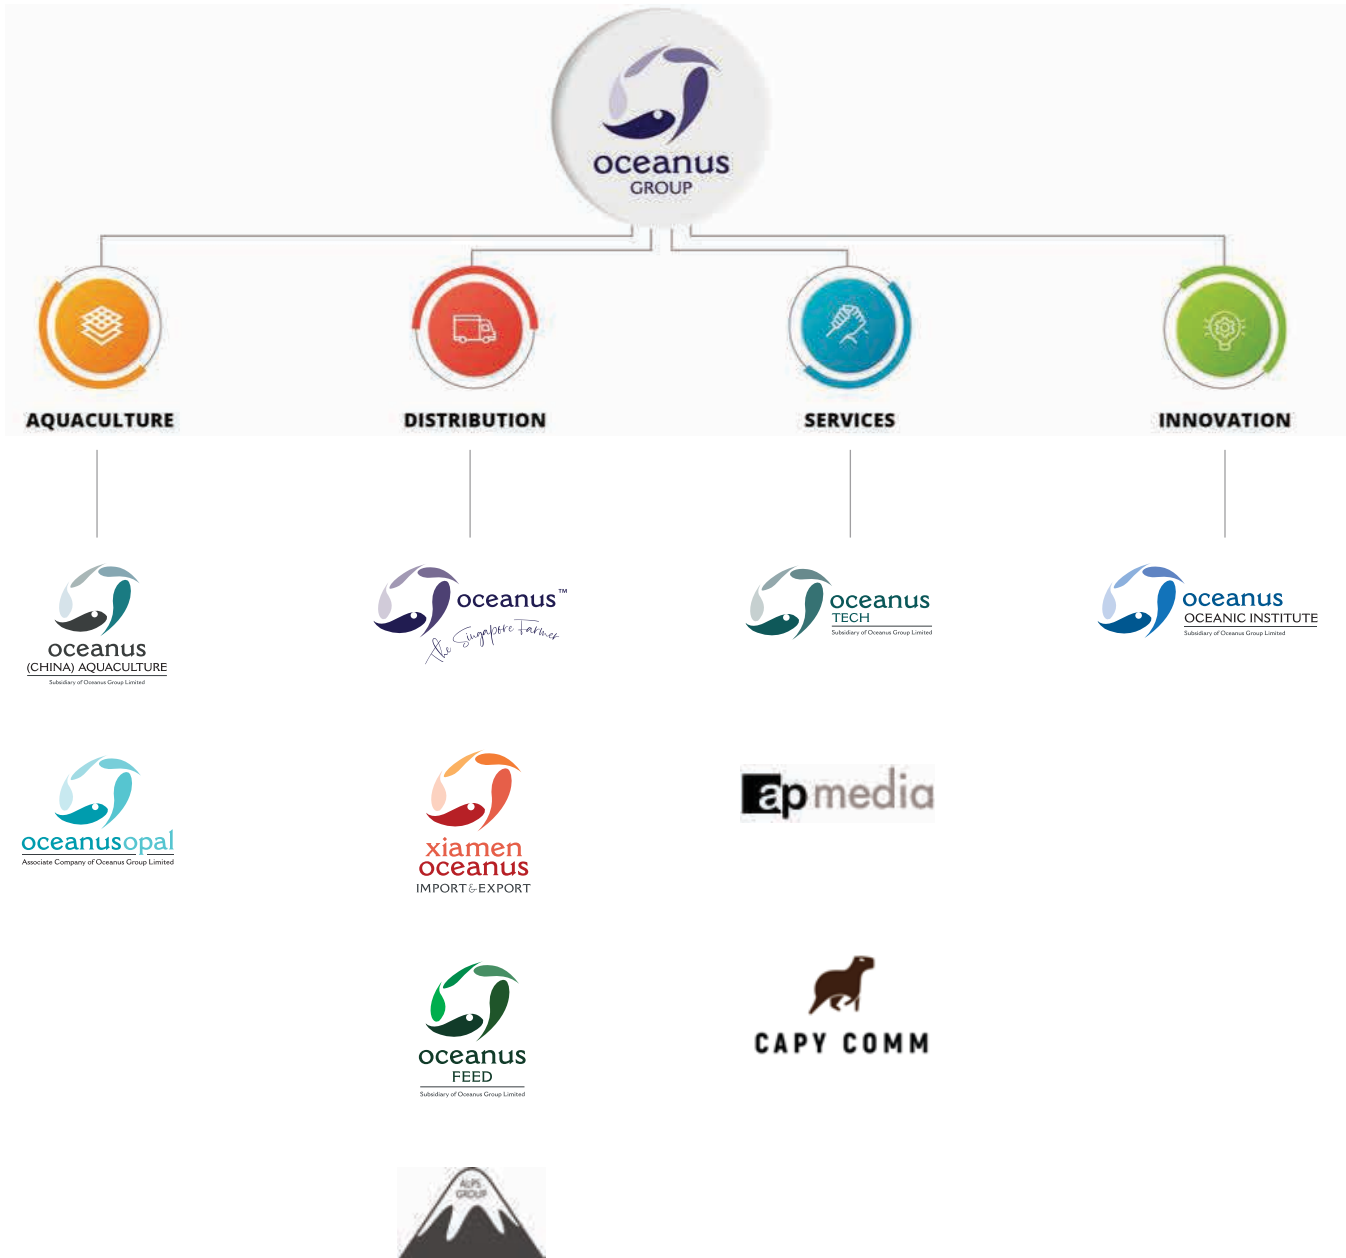 oceanus
GROUP
AQUACULTURE
DISTRIBUTION
SERVICES
INNOVATION
oceanus
(CHINA) AQUACULTURE
Subsidiary of Oceanus Group Limited
oceanus™
The Singapore Farmer
oceanus
TECH
Subsidiary of Oceanus Group Limited
oceanus
OCEANIC INSTITUTE
Subsidiary of Oceanus Group Limited
oceanusopal
Associate Company of Oceanus Group Limited
xiamen
oceanus
IMPORT & EXPORT
ap media
oceanus
FEED
Subsidiary of Oceanus Group Limited
CAPY COMM
ALPS
GROUP